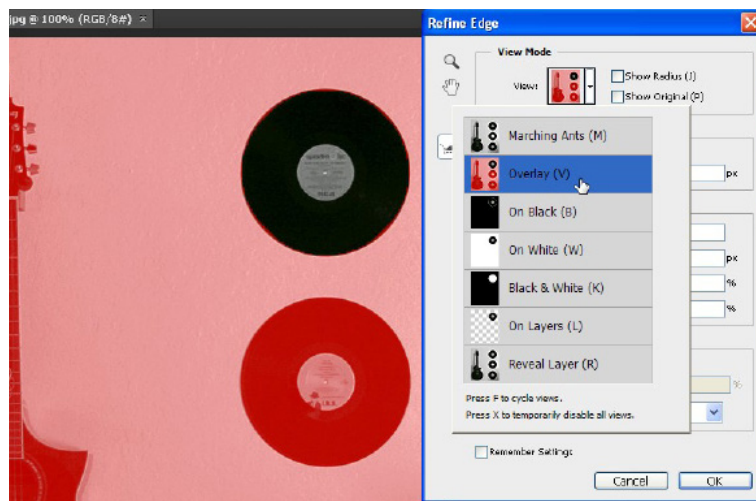 .jpg @ 100% (RGB/8#) ×
Refine Edge
View Mode
View:
Show Radius (J)
Show Original (P)
Marching Ants (M)
Overlay (V)
px
On Black (B)
On White (W)
px
Black & White (K)
%
%
On Layers (L)
Reveal Layer (R)
%
Press F to cycle views.
Press X to temporarily disable all views.
Remember Settings
Cancel
OK